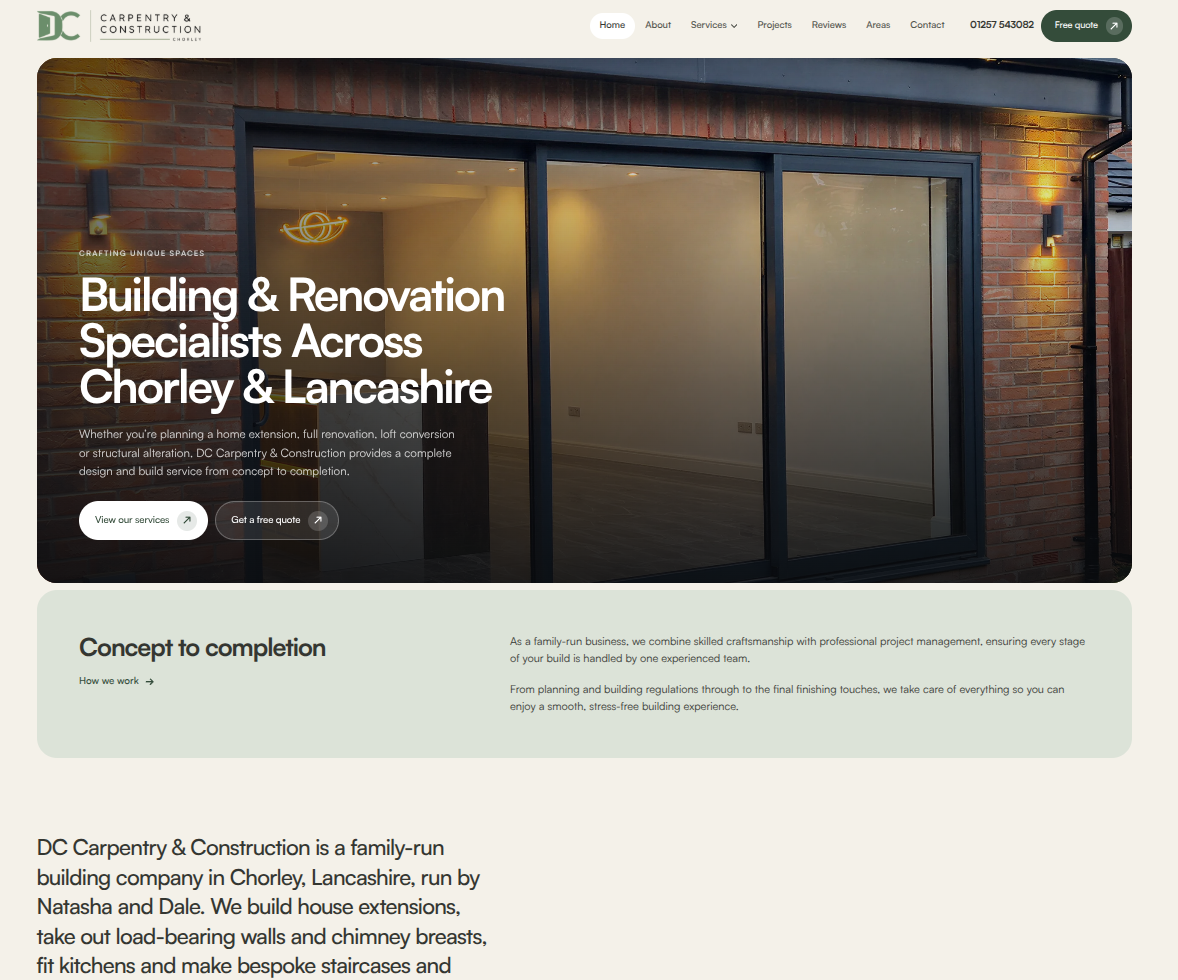 DC
CARPENTRY &
CONSTRUCTION
CHORLEY
Home
About
Services
Projects
Reviews
Areas
Contact
01257 543082
Free quote
CRAFTING UNIQUE SPACES
Building & Renovation
Specialists Across
Chorley & Lancashire
Whether you're planning a home extension, full renovation, loft conversion
or structural alteration, DC Carpentry & Construction provides a complete
design and build service from concept to completion.
View our services
Get a free quote
Concept to completion
How we work
As a family-run business, we combine skilled craftsmanship with professional project management, ensuring every stage
of your build is handled by one experienced team.
From planning and building regulations through to the final finishing touches, we take care of everything so you can
enjoy a smooth, stress-free building experience.
DC Carpentry & Construction is a family-run
building company in Chorley, Lancashire, run by
Natasha and Dale. We build house extensions,
take out load-bearing walls and chimney breasts,
fit kitchens and make bespoke staircases and